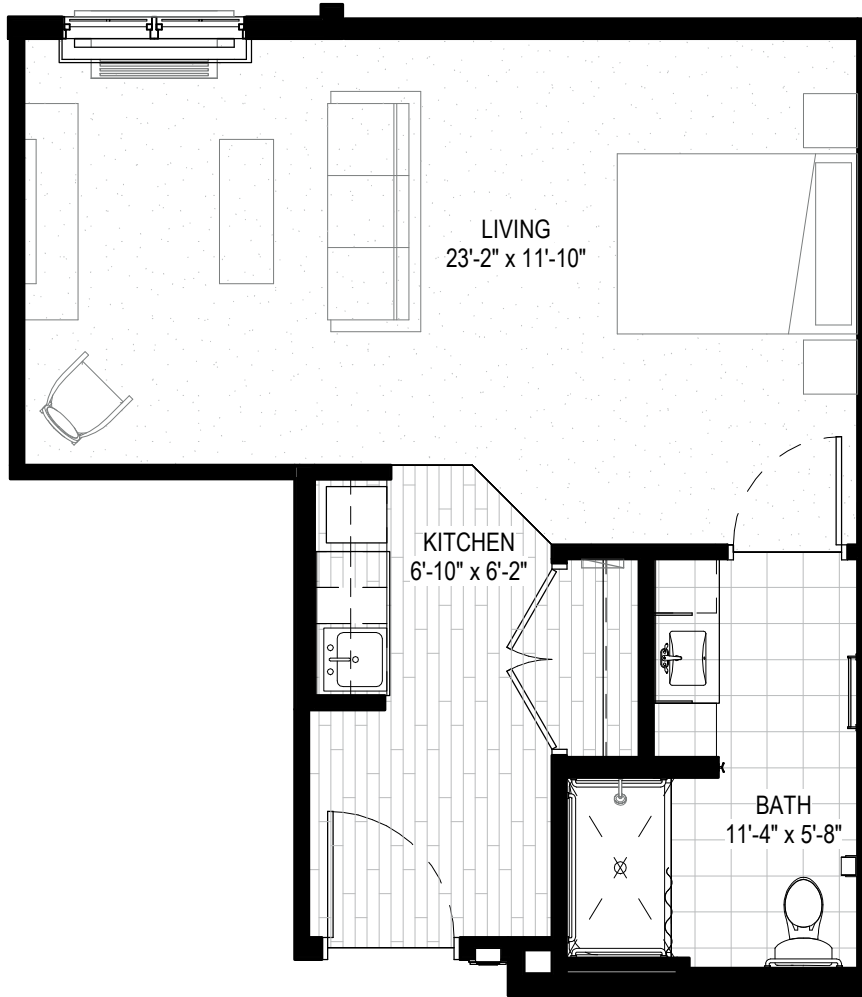 LIVING
23'-2" x 11'-10"
KITCHEN
6'-10" x 6'-2"
BATH
11'-4" x 5'-8"